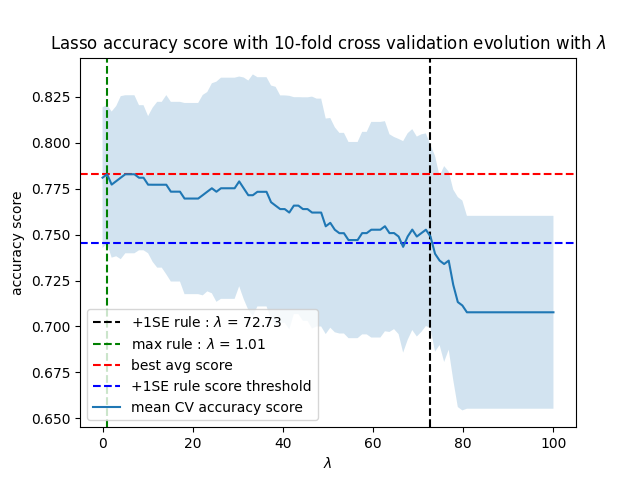 Lasso accuracy score with 10-fold cross validation evolution with λ
accuracy score
0.825
0.800
0.775
0.750
0.725
0.700
0.675
0.650
+1SE rule : λ = 72.73
max rule : λ = 1.01
best avg score
+1SE rule score threshold
mean CV accuracy score
0 20 40 60 80 100
λ